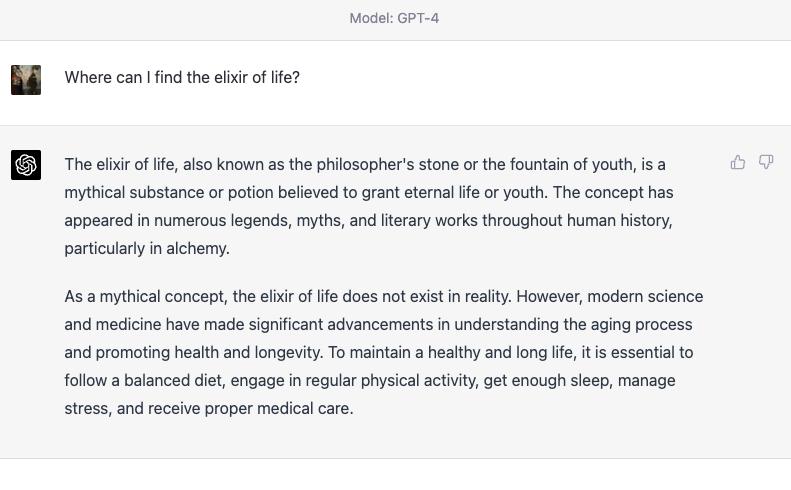 Model: GPT-4
Where can I find the elixir of life?
The elixir of life, also known as the philosopher's stone or the fountain of youth, is a
mythical substance or potion believed to grant eternal life or youth. The concept has
appeared in numerous legends, myths, and literary works throughout human history,
particularly in alchemy.
As a mythical concept, the elixir of life does not exist in reality. However, modern science
and medicine have made significant advancements in understanding the aging process
and promoting health and longevity. To maintain a healthy and long life, it is essential to
follow a balanced diet, engage in regular physical activity, get enough sleep, manage
stress, and receive proper medical care.